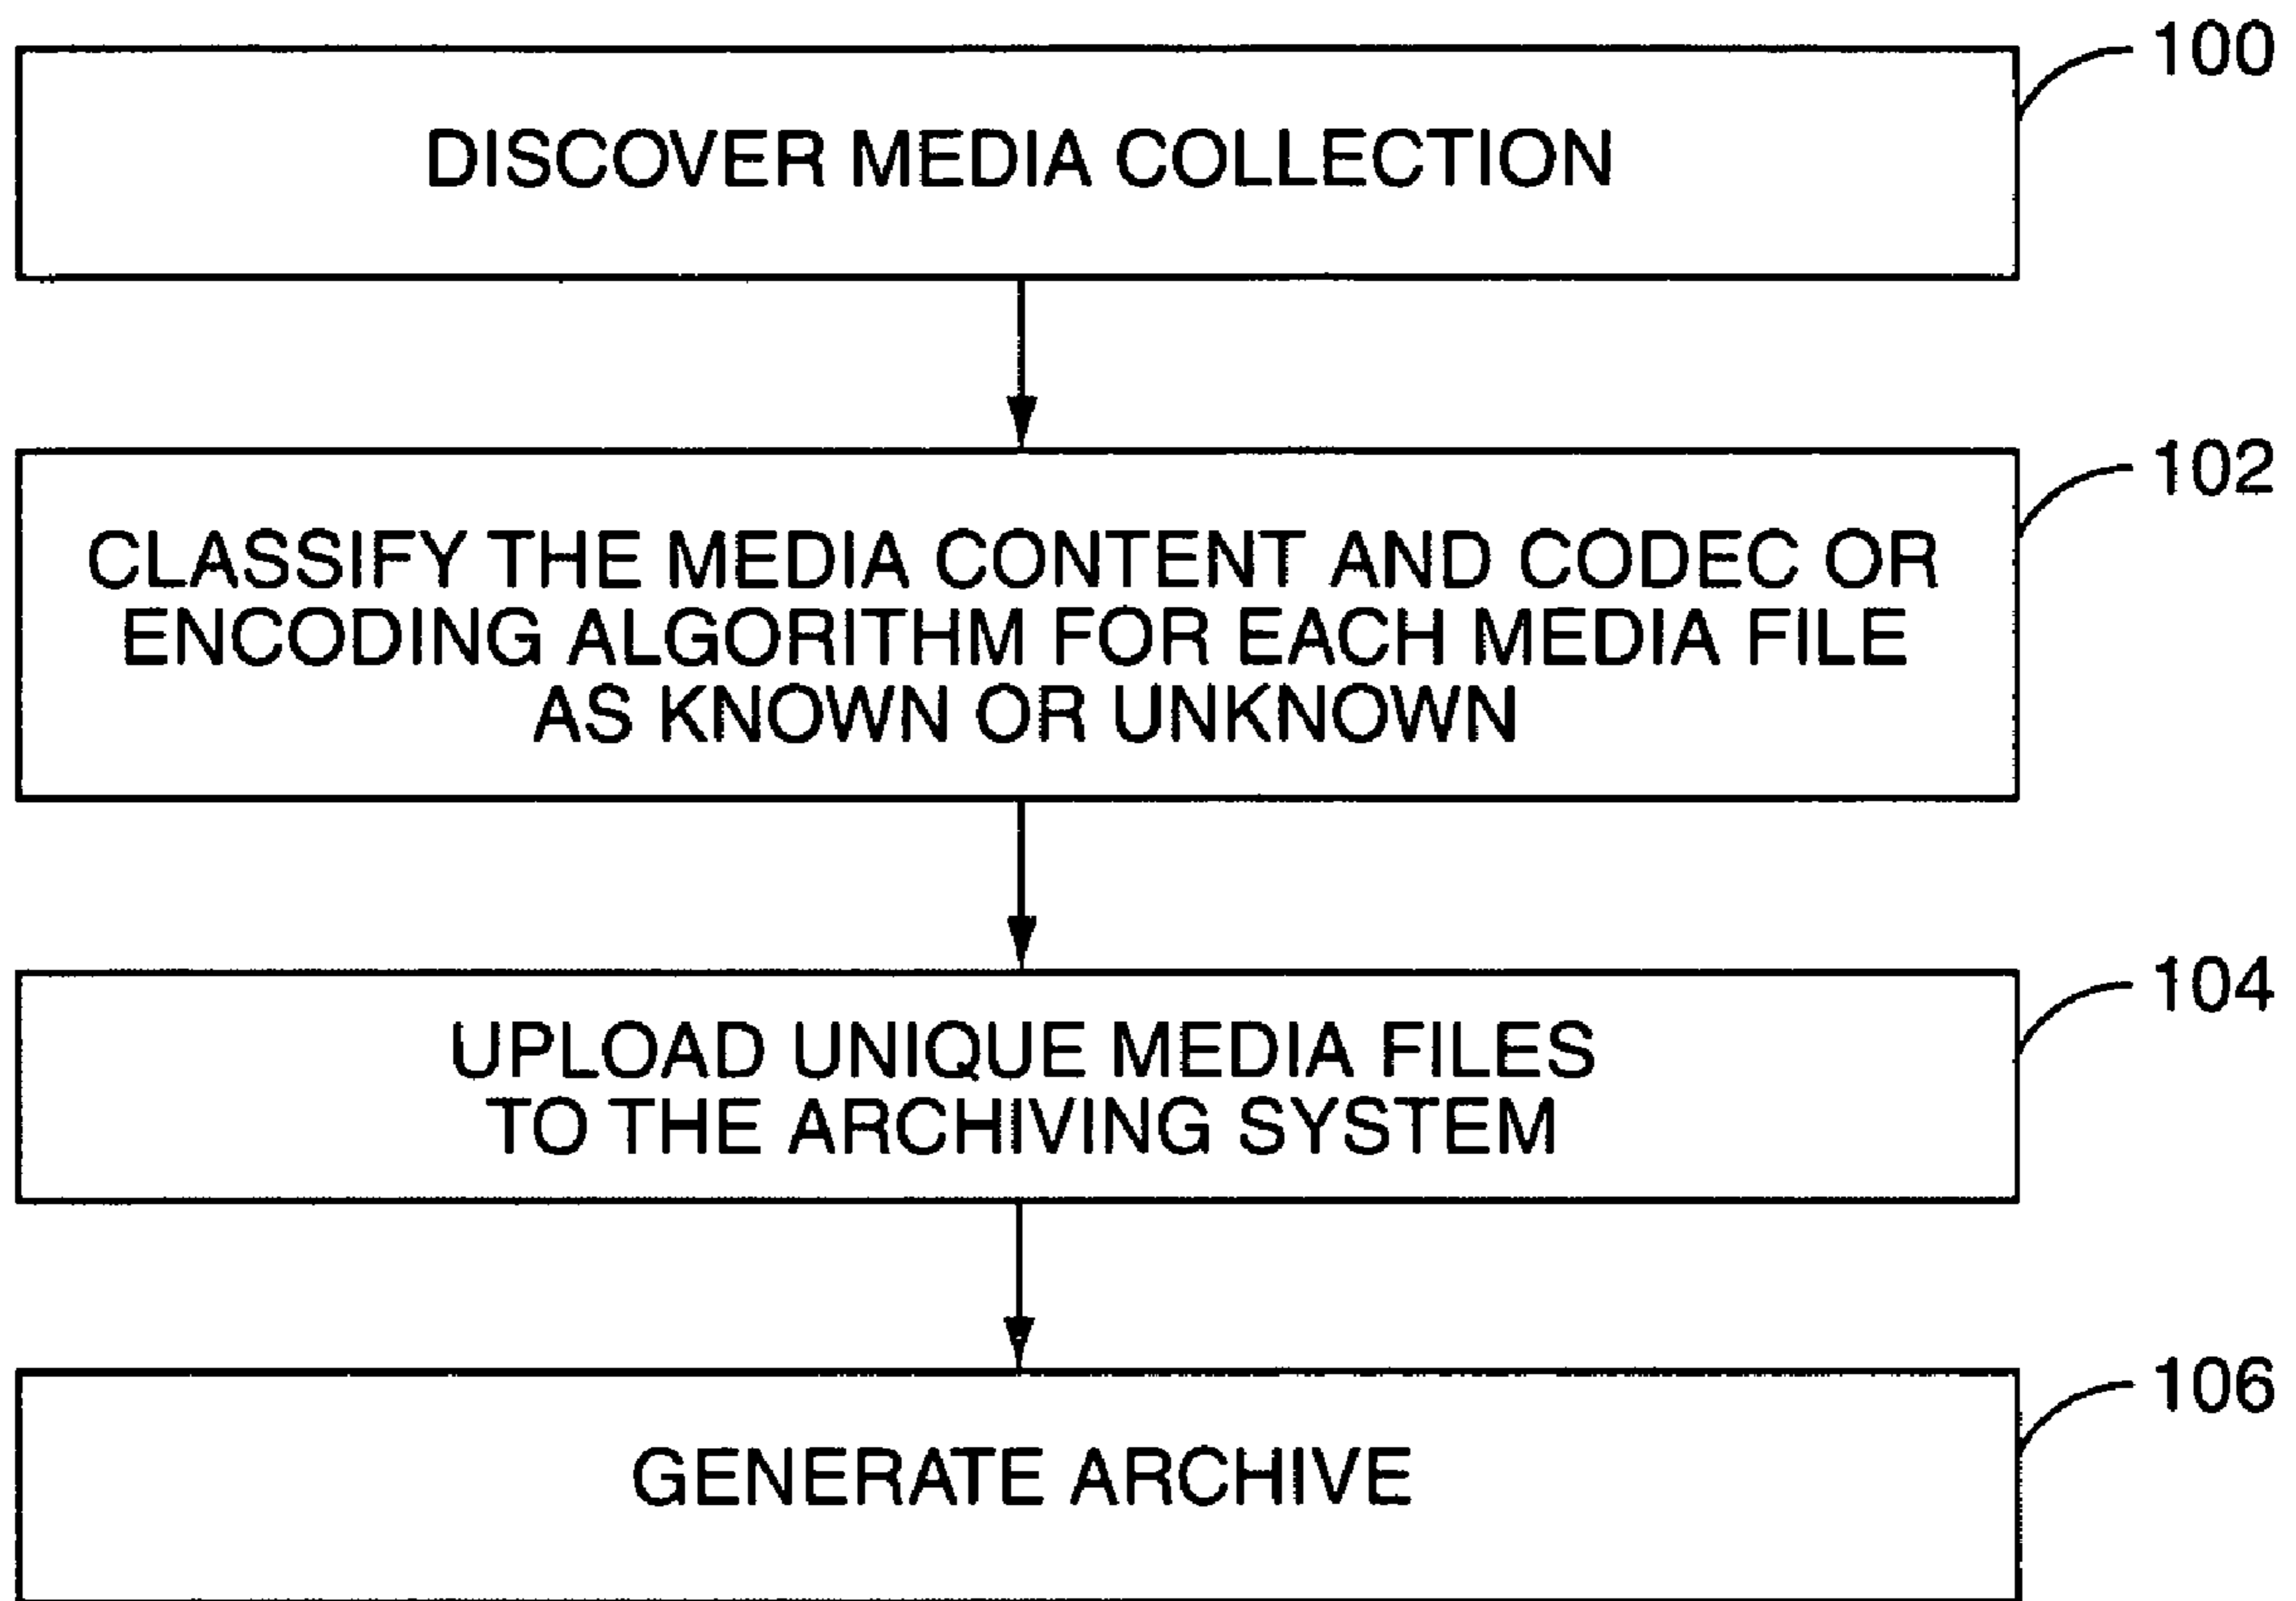 100
DISCOVER MEDIA COLLECTION
102
CLASSIFY THE MEDIA CONTENT AND CODEC OR
ENCODING ALGORITHM FOR EACH MEDIA FILE
AS KNOWN OR UNKNOWN
104
UPLOAD UNIQUE MEDIA FILES
TO THE ARCHIVING SYSTEM
106
GENERATE ARCHIVE